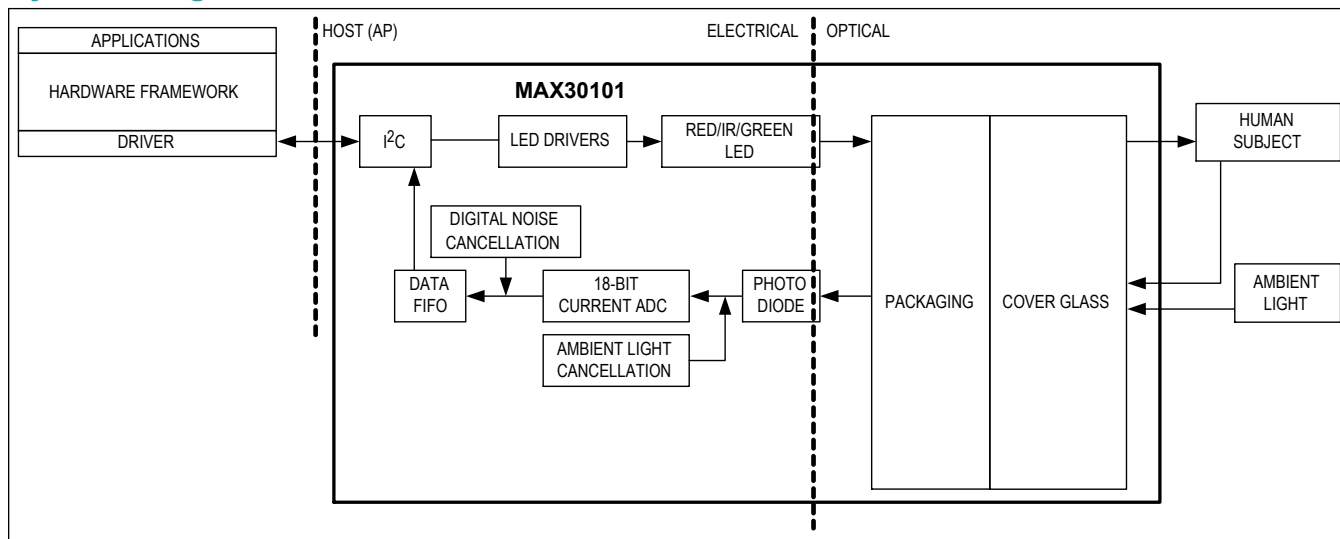 APPLICATIONS
HARDWARE FRAMEWORK
DRIVER
HOST (AP)
ELECTRICAL
OPTICAL
MAX30101
I2C
LED DRIVERS
RED/IR/GREEN
LED
HUMAN
SUBJECT
DIGITAL NOISE
CANCELLATION
DATA
FIFO
18-BIT
CURRENT ADC
PHOTO
DIODE
AMBIENT LIGHT
CANCELLATION
PACKAGING
COVER GLASS
AMBIENT
LIGHT